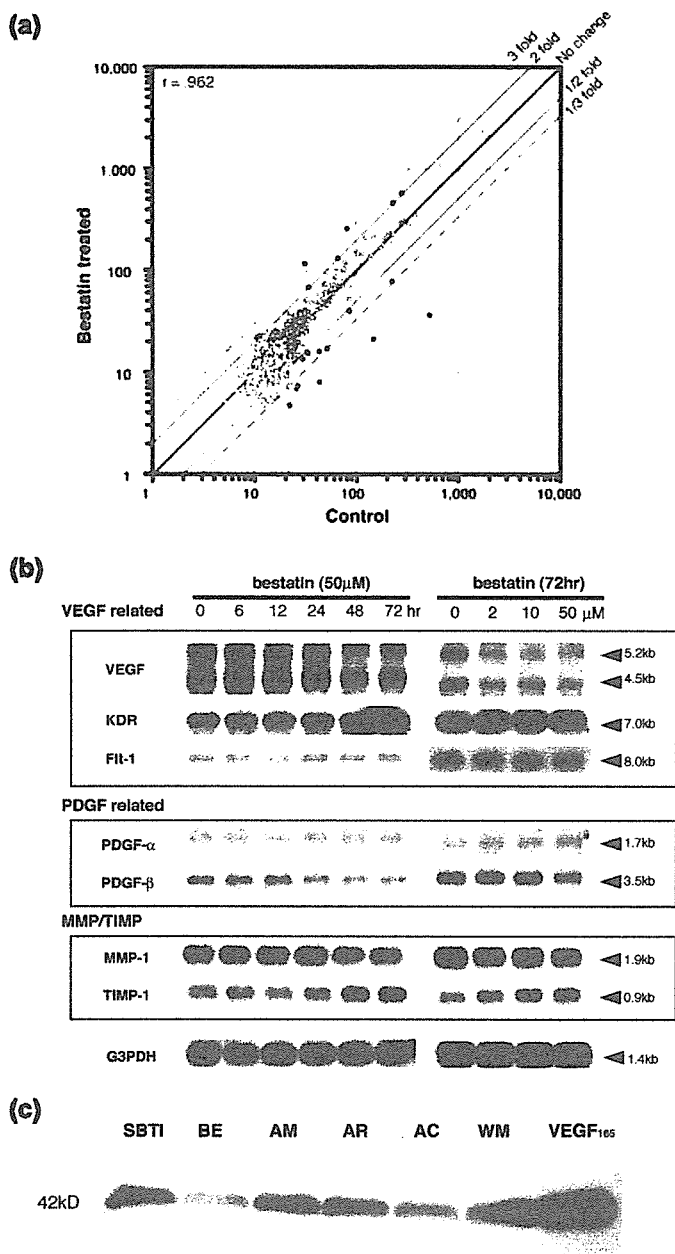 (a)
3 fold
2 fold
No change
1/2 fold
1/3 fold
r = .962
10,000
1,000
100
10
1
Bestatin treated
1 10 100 1,000 10,000
Control
(b)
bestatin (50µM) bestatin (72hr)
VEGF related 0 6 12 24 48 72 hr 0 2 10 50 µM
VEGF 5.2kb
4.5kb
KDR 7.0kb
Flt-1 8.0kb
PDGF related
PDGF-α 1.7kb
PDGF-β 3.5kb
MMP/TIMP
MMP-1 1.9kb
TIMP-1 0.9kb
G3PDH 1.4kb
(c)
SBTI BE AM AR AC WM VEGF165
42kD